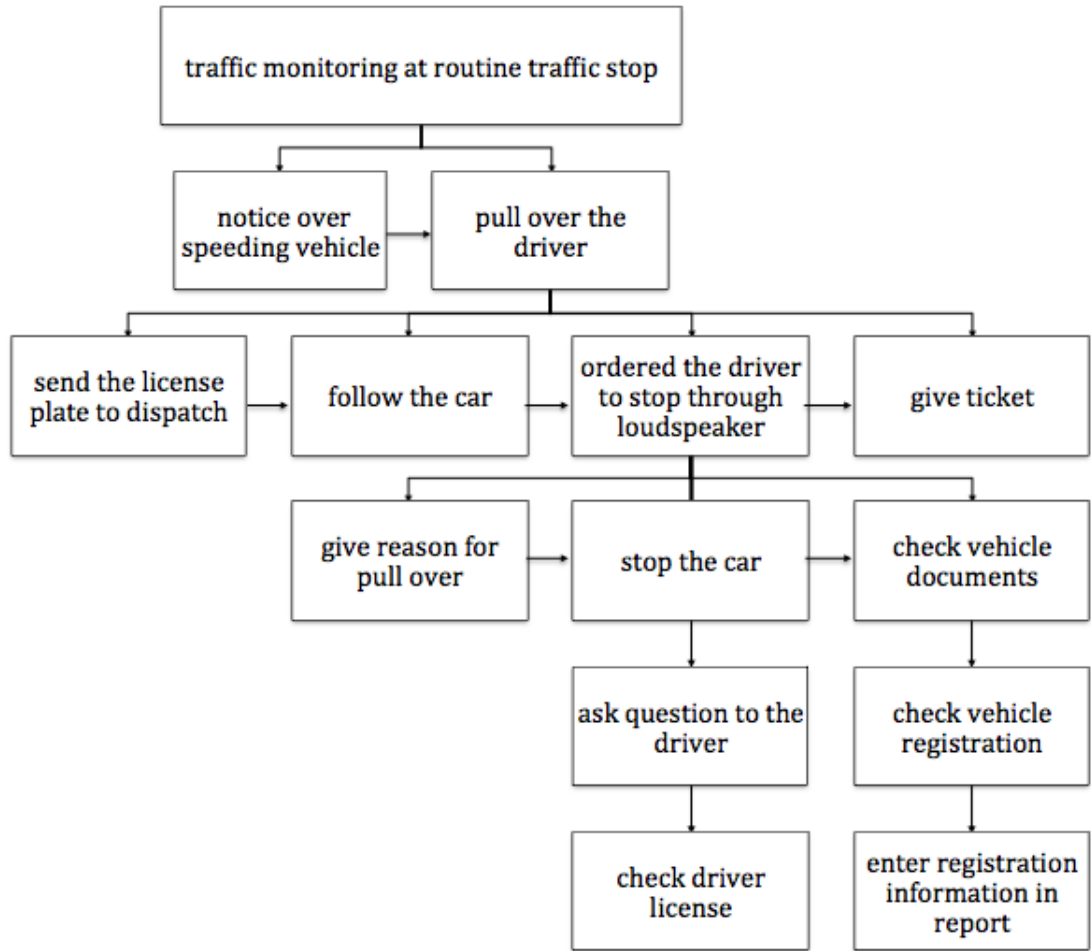 traffic monitoring at routine traffic stop
notice over
speeding vehicle
pull over the
driver
send the license
plate to dispatch
follow the car
ordered the driver
to stop through
loudspeaker
give ticket
give reason for
pull over
stop the car
check vehicle
documents
ask question to the
driver
check vehicle
registration
check driver
license
enter registration
information in
report